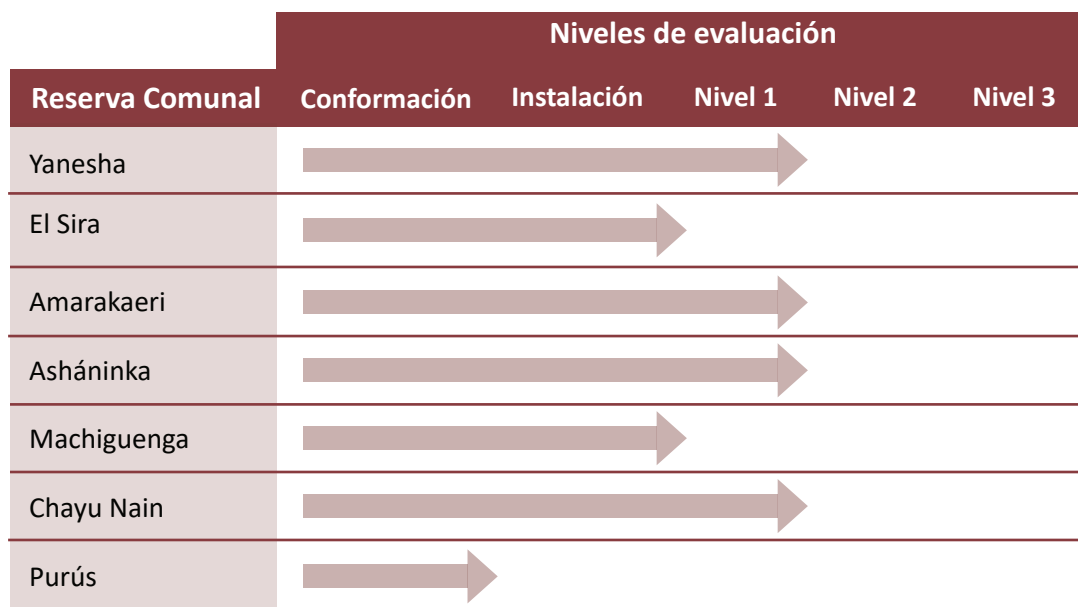 Niveles de evaluación
Reserva Comunal Conformación Instalación Nivel 1 Nivel 2 Nivel 3
Yanesha
El Sira
Amarakaeri
Asháninka
Machiguenga
Chayu Nain
Purús